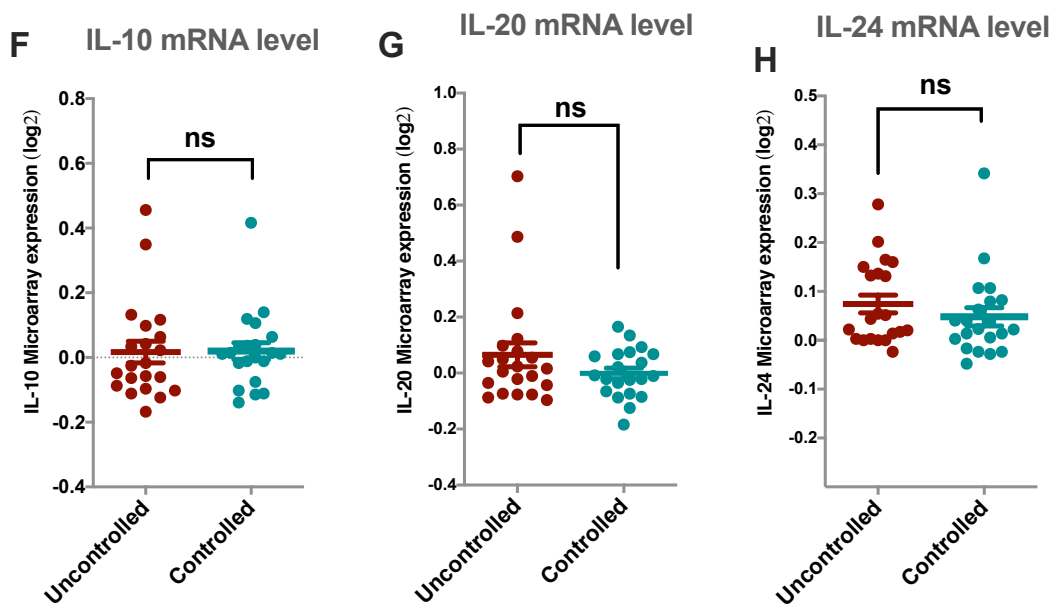 F
IL-10 mRNA level
IL-10 Microarray expression (log2)
0.8
0.6
0.4
0.2
0.0
-0.2
-0.4
ns
Uncontrolled
Controlled
G
IL-20 mRNA level
IL-20 Microarray expression (log2)
1.0
0.8
0.6
0.4
0.2
0.0
-0.2
-0.4
ns
Uncontrolled
Controlled
H
IL-24 mRNA level
IL-24 Microarray expression (log2)
0.5
0.4
0.3
0.2
0.1
0.0
-0.1
-0.2
ns
Uncontrolled
Controlled